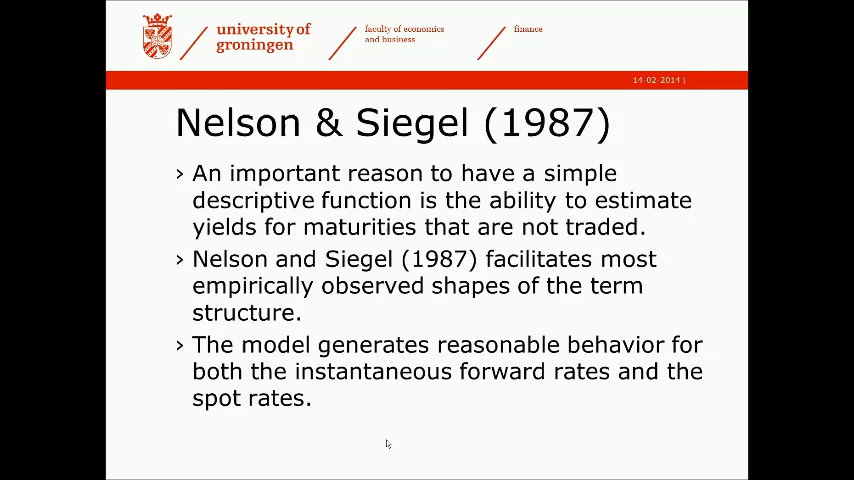 university of
groningen
faculty of economics
and business
finance
14-02-2014 |
Nelson & Siegel (1987)
› An important reason to have a simple
descriptive function is the ability to estimate
yields for maturities that are not traded.
› Nelson and Siegel (1987) facilitates most
empirically observed shapes of the term
structure.
› The model generates reasonable behavior for
both the instantaneous forward rates and the
spot rates.